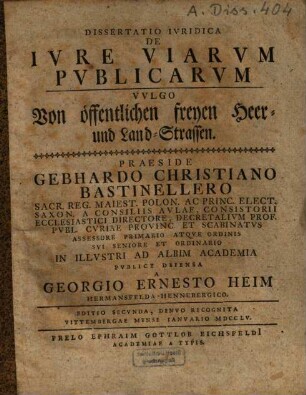 A. Diss. 404
DISSERTATIO IVRIDICA
DE
IVRE VIARVM
PVBLICARVM
VVLGO
Von öffentlichen freyen Heer-
und Land-Strassen.
PRAESIDE
GEBHARDO CHRISTIANO
BASTINELLERO
SACR. REG. MAIEST. POLON. AC PRINC. ELECT.
SAXON. A CONSILIIS AVLAE, CONSISTORII
ECCLESIASTICI DIRECTORE, DECRETALIVM PROF.
PVBL. CVRIAE PROVINC ET SCABINATVS
ASSESSORE PRIMARIO ATQVE ORDINIS
SVI SENIORE ET ORDINARIO
IN ILLVSTRI AD ALBIM ACADEMIA
PVBLICE DEFENSA
A
GEORGIO ERNESTO HEIM
HERMANSFELDA-HENNEBERGICO.
EDITIO SECVNDA, DENVO RECOGNITA
VITTEMBERGAE MENSE IANVARIO MDCCLV.
PRELO EPHRAIM GOTTLOB EICHSFELDI
ACADEMIAE A TYPIS.